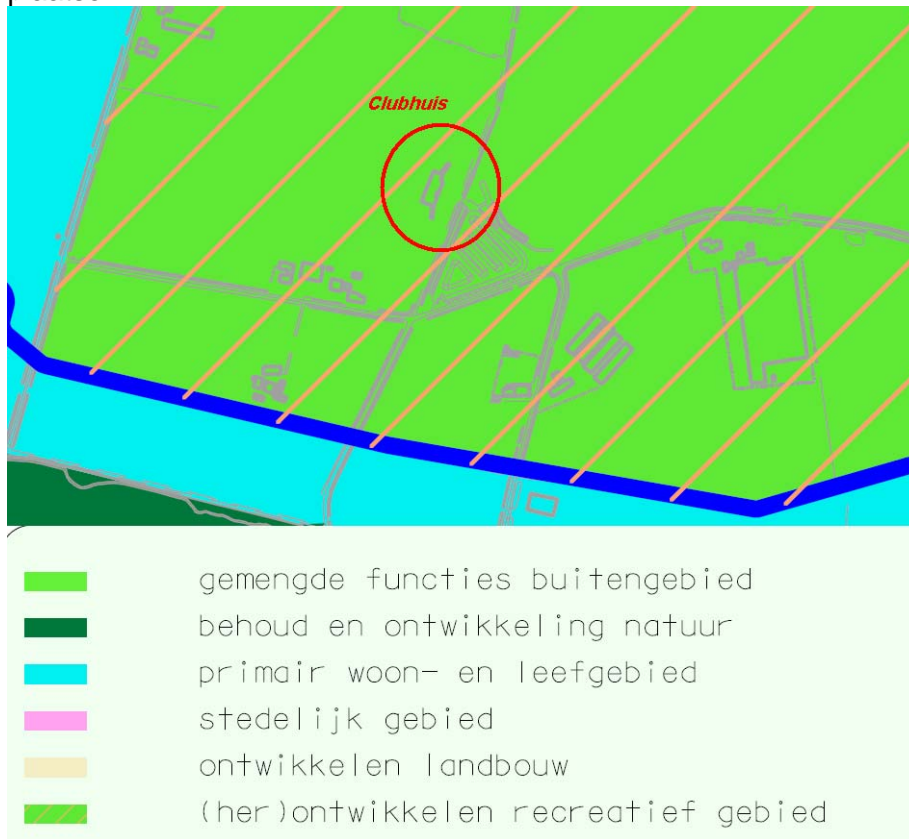 Clubhuis
gemengde functies buitengebied
behoud en ontwikkeling natuur
primair woon- en leefgebied
stedelijk gebied
ontwikkelen landbouw
(her)ontwikkelen recreatief gebied